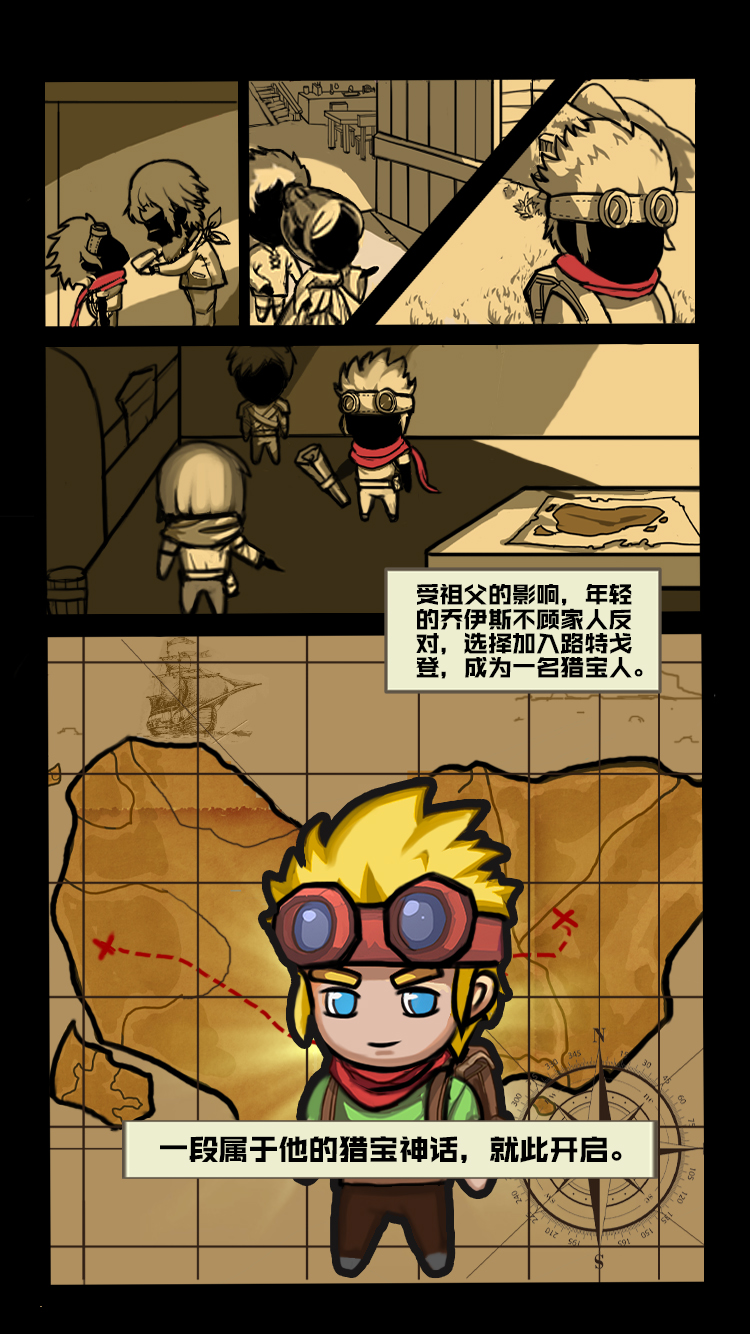 受祖父的影响，年轻
的乔伊斯不顾家人反
对，选择加入路特戈
登，成为一名猎宝人。
N
S
一段属于他的猎宝神话，就此开启。